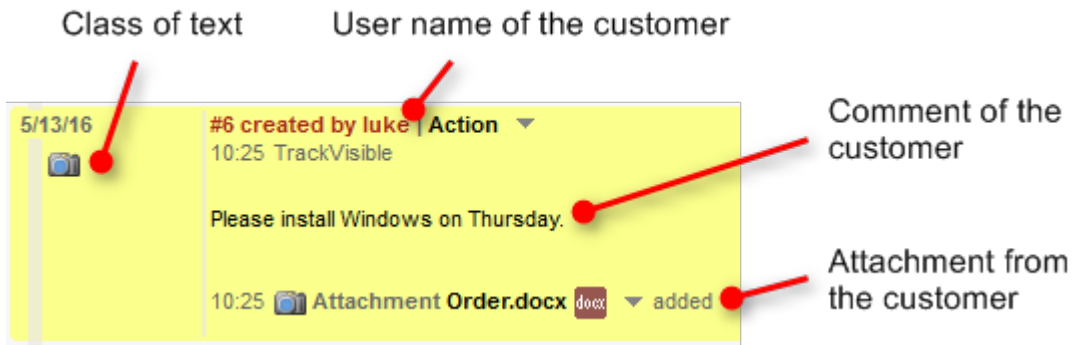 Class of text
User name of the customer
5/13/16
#6 created by luke | Action
10:25 TrackVisible
Comment of the
customer
Please install Windows on Thursday.
Attachment from
the customer
10:25 Attachment Order.docx docx added